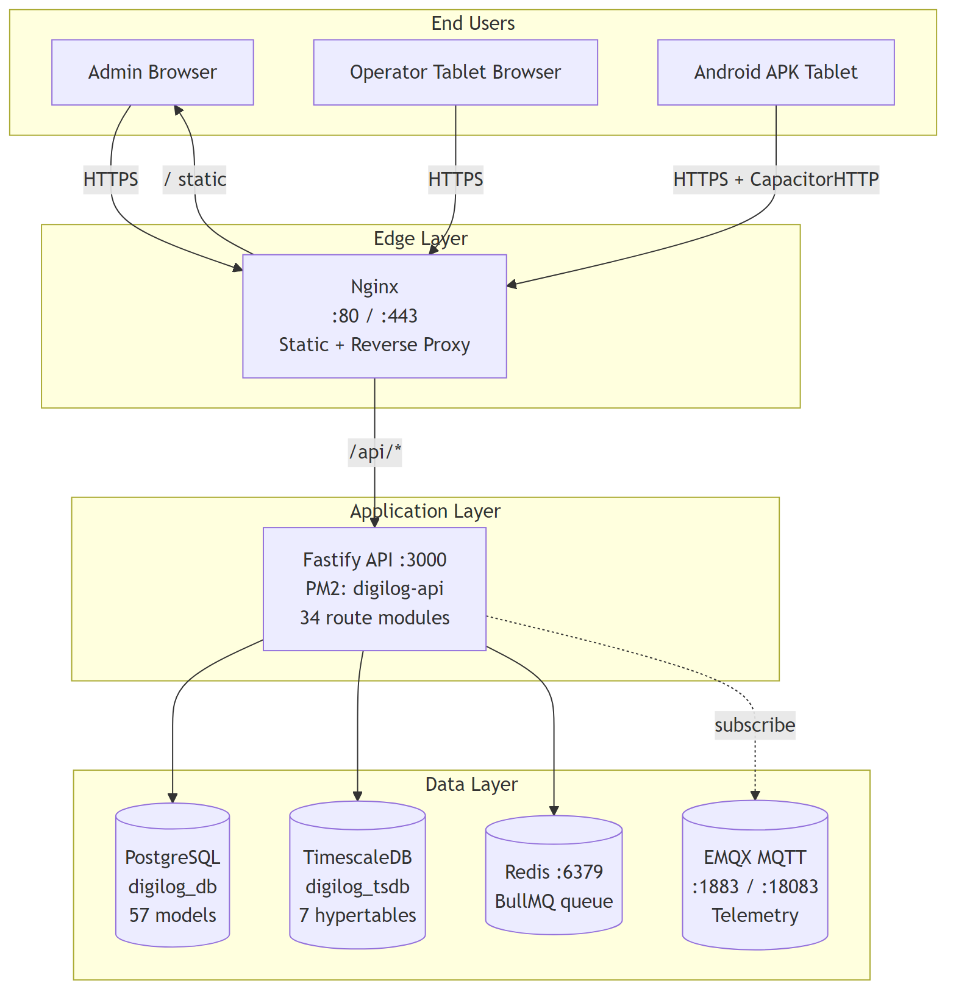 End Users
Admin Browser
Operator Tablet Browser
Android APK Tablet
HTTPS
/ static
HTTPS
HTTPS + CapacitorHTTP
Edge Layer
Nginx
:80 / :443
Static + Reverse Proxy
/api/*
Application Layer
Fastify API :3000
PM2: digilog-api
34 route modules
subscribe
Data Layer
PostgreSQL
digilog_db
57 models
TimescaleDB
digilog_tsdb
7 hypertables
Redis :6379
BullMQ queue
EMQX MQTT
:1883 / :18083
Telemetry